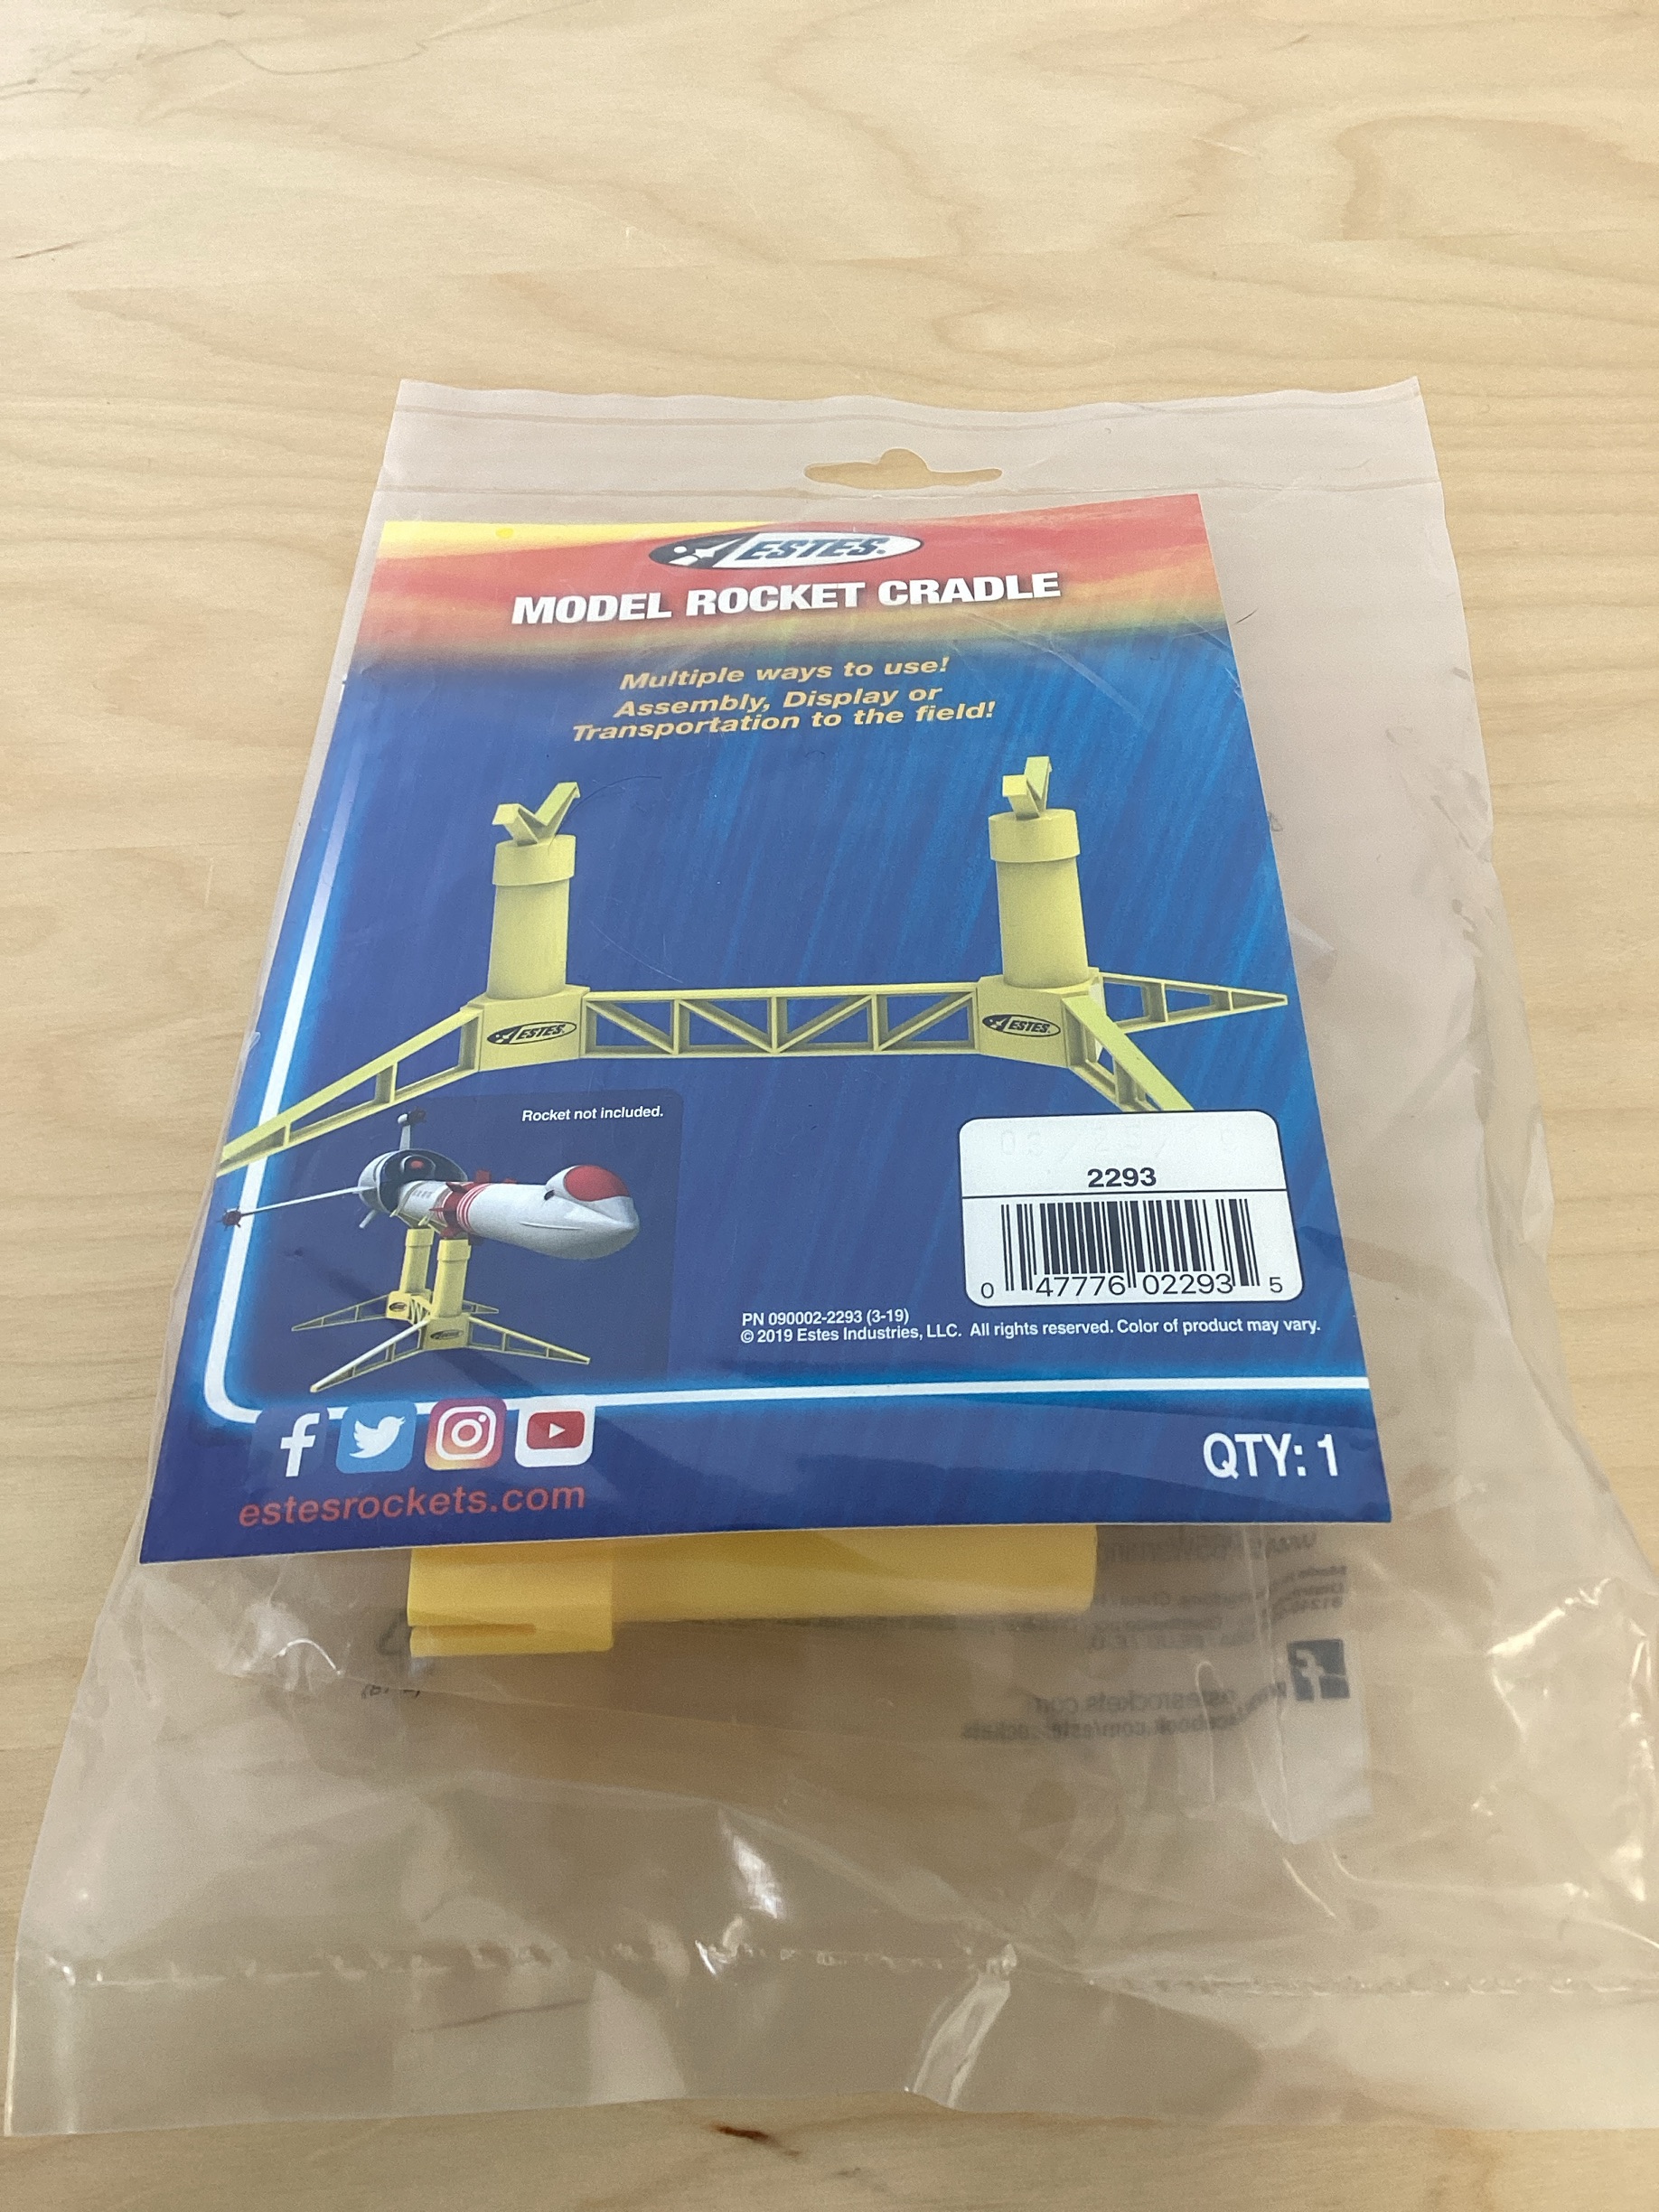 ESTES
MODEL ROCKET CRADLE
Multiple ways to use!
Assembly, Display or
Transportation to the field!
ESTES
ESTES
Rocket not included.
2293
0 47776 02293 5
PN 090002-2293 (3-19)
© 2019 Estes Industries, LLC. All rights reserved. Color of product may vary.
QTY: 1
estesrockets.com
estesrockets.com